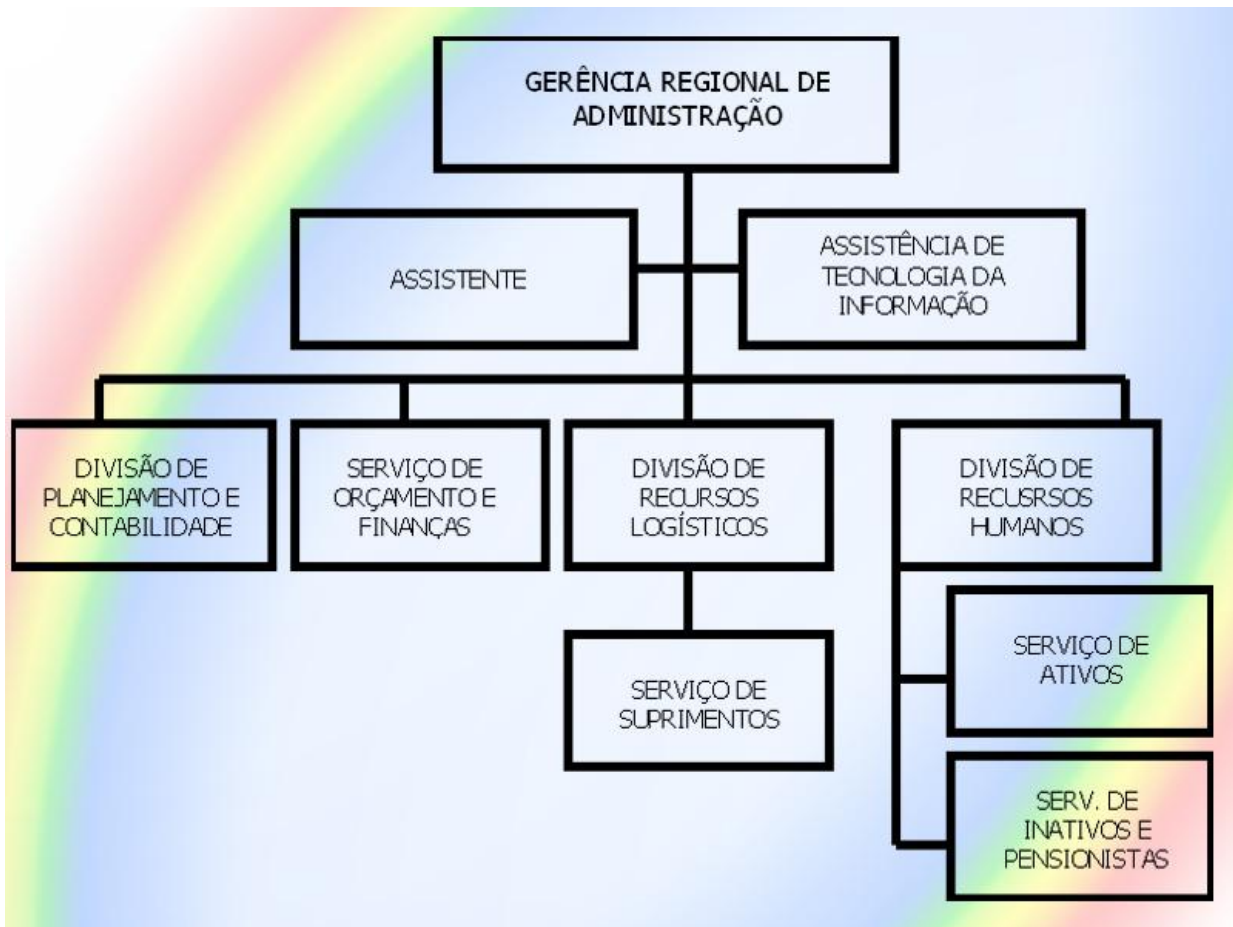 GERÊNCIA REGIONAL DE
ADMINISTRAÇÃO
ASSISTENTE
ASSISTÊNCIA DE
TECNOLOGIA DA
INFORMAÇÃO
DIVISÃO DE
PLANEJAMENTO E
CONTABILIDADE
SERVIÇO DE
ORÇAMENTO E
FINANÇAS
DIVISÃO DE
RECURSOS
LOGÍSTICOS
DIVISÃO DE
RECUSRSOS
HUMANOS
SERVIÇO DE
SUPRIMENTOS
SERVIÇO DE
ATIVOS
SERV. DE
INATIVOS E
PENSIONISTAS